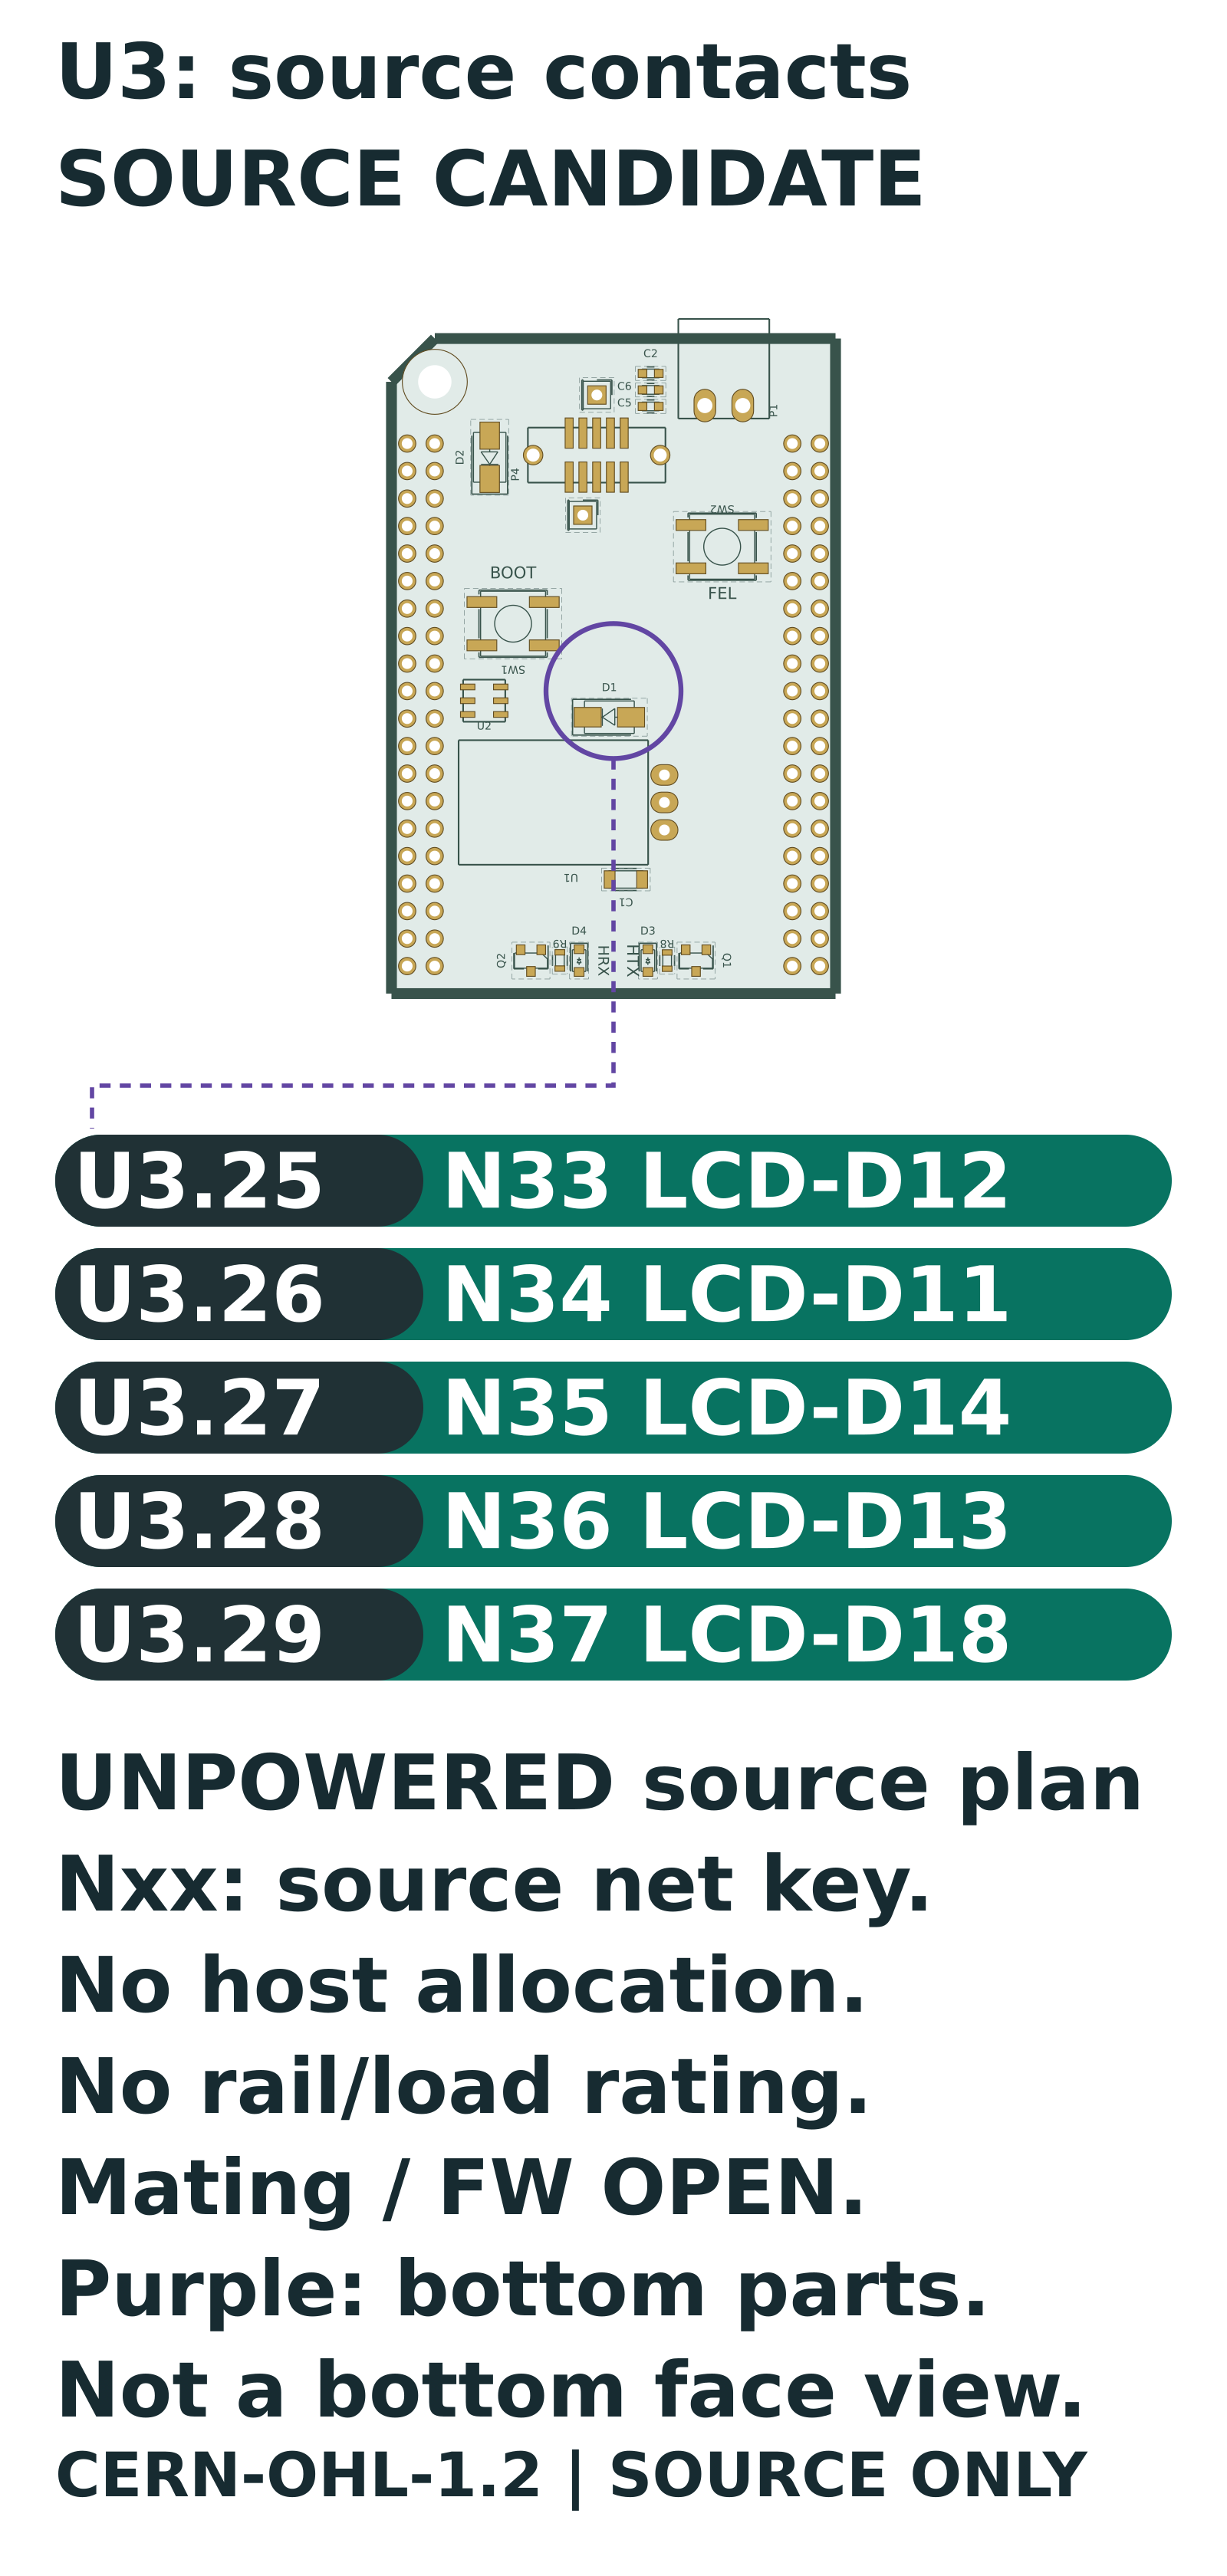 U3: source contacts
SOURCE CANDIDATE
C2
C6
C5
P1
D2
P4
SW2
BOOT
FEL
SW1
D1
U2
U1
C1
D4
D3
Q2
R9
HRX
HTX
R8
Q1
U3.25 N33 LCD-D12
U3.26 N34 LCD-D11
U3.27 N35 LCD-D14
U3.28 N36 LCD-D13
U3.29 N37 LCD-D18
UNPOWERED source plan
Nxx: source net key.
No host allocation.
No rail/load rating.
Mating / FW OPEN.
Purple: bottom parts.
Not a bottom face view.
CERN-OHL-1.2 | SOURCE ONLY